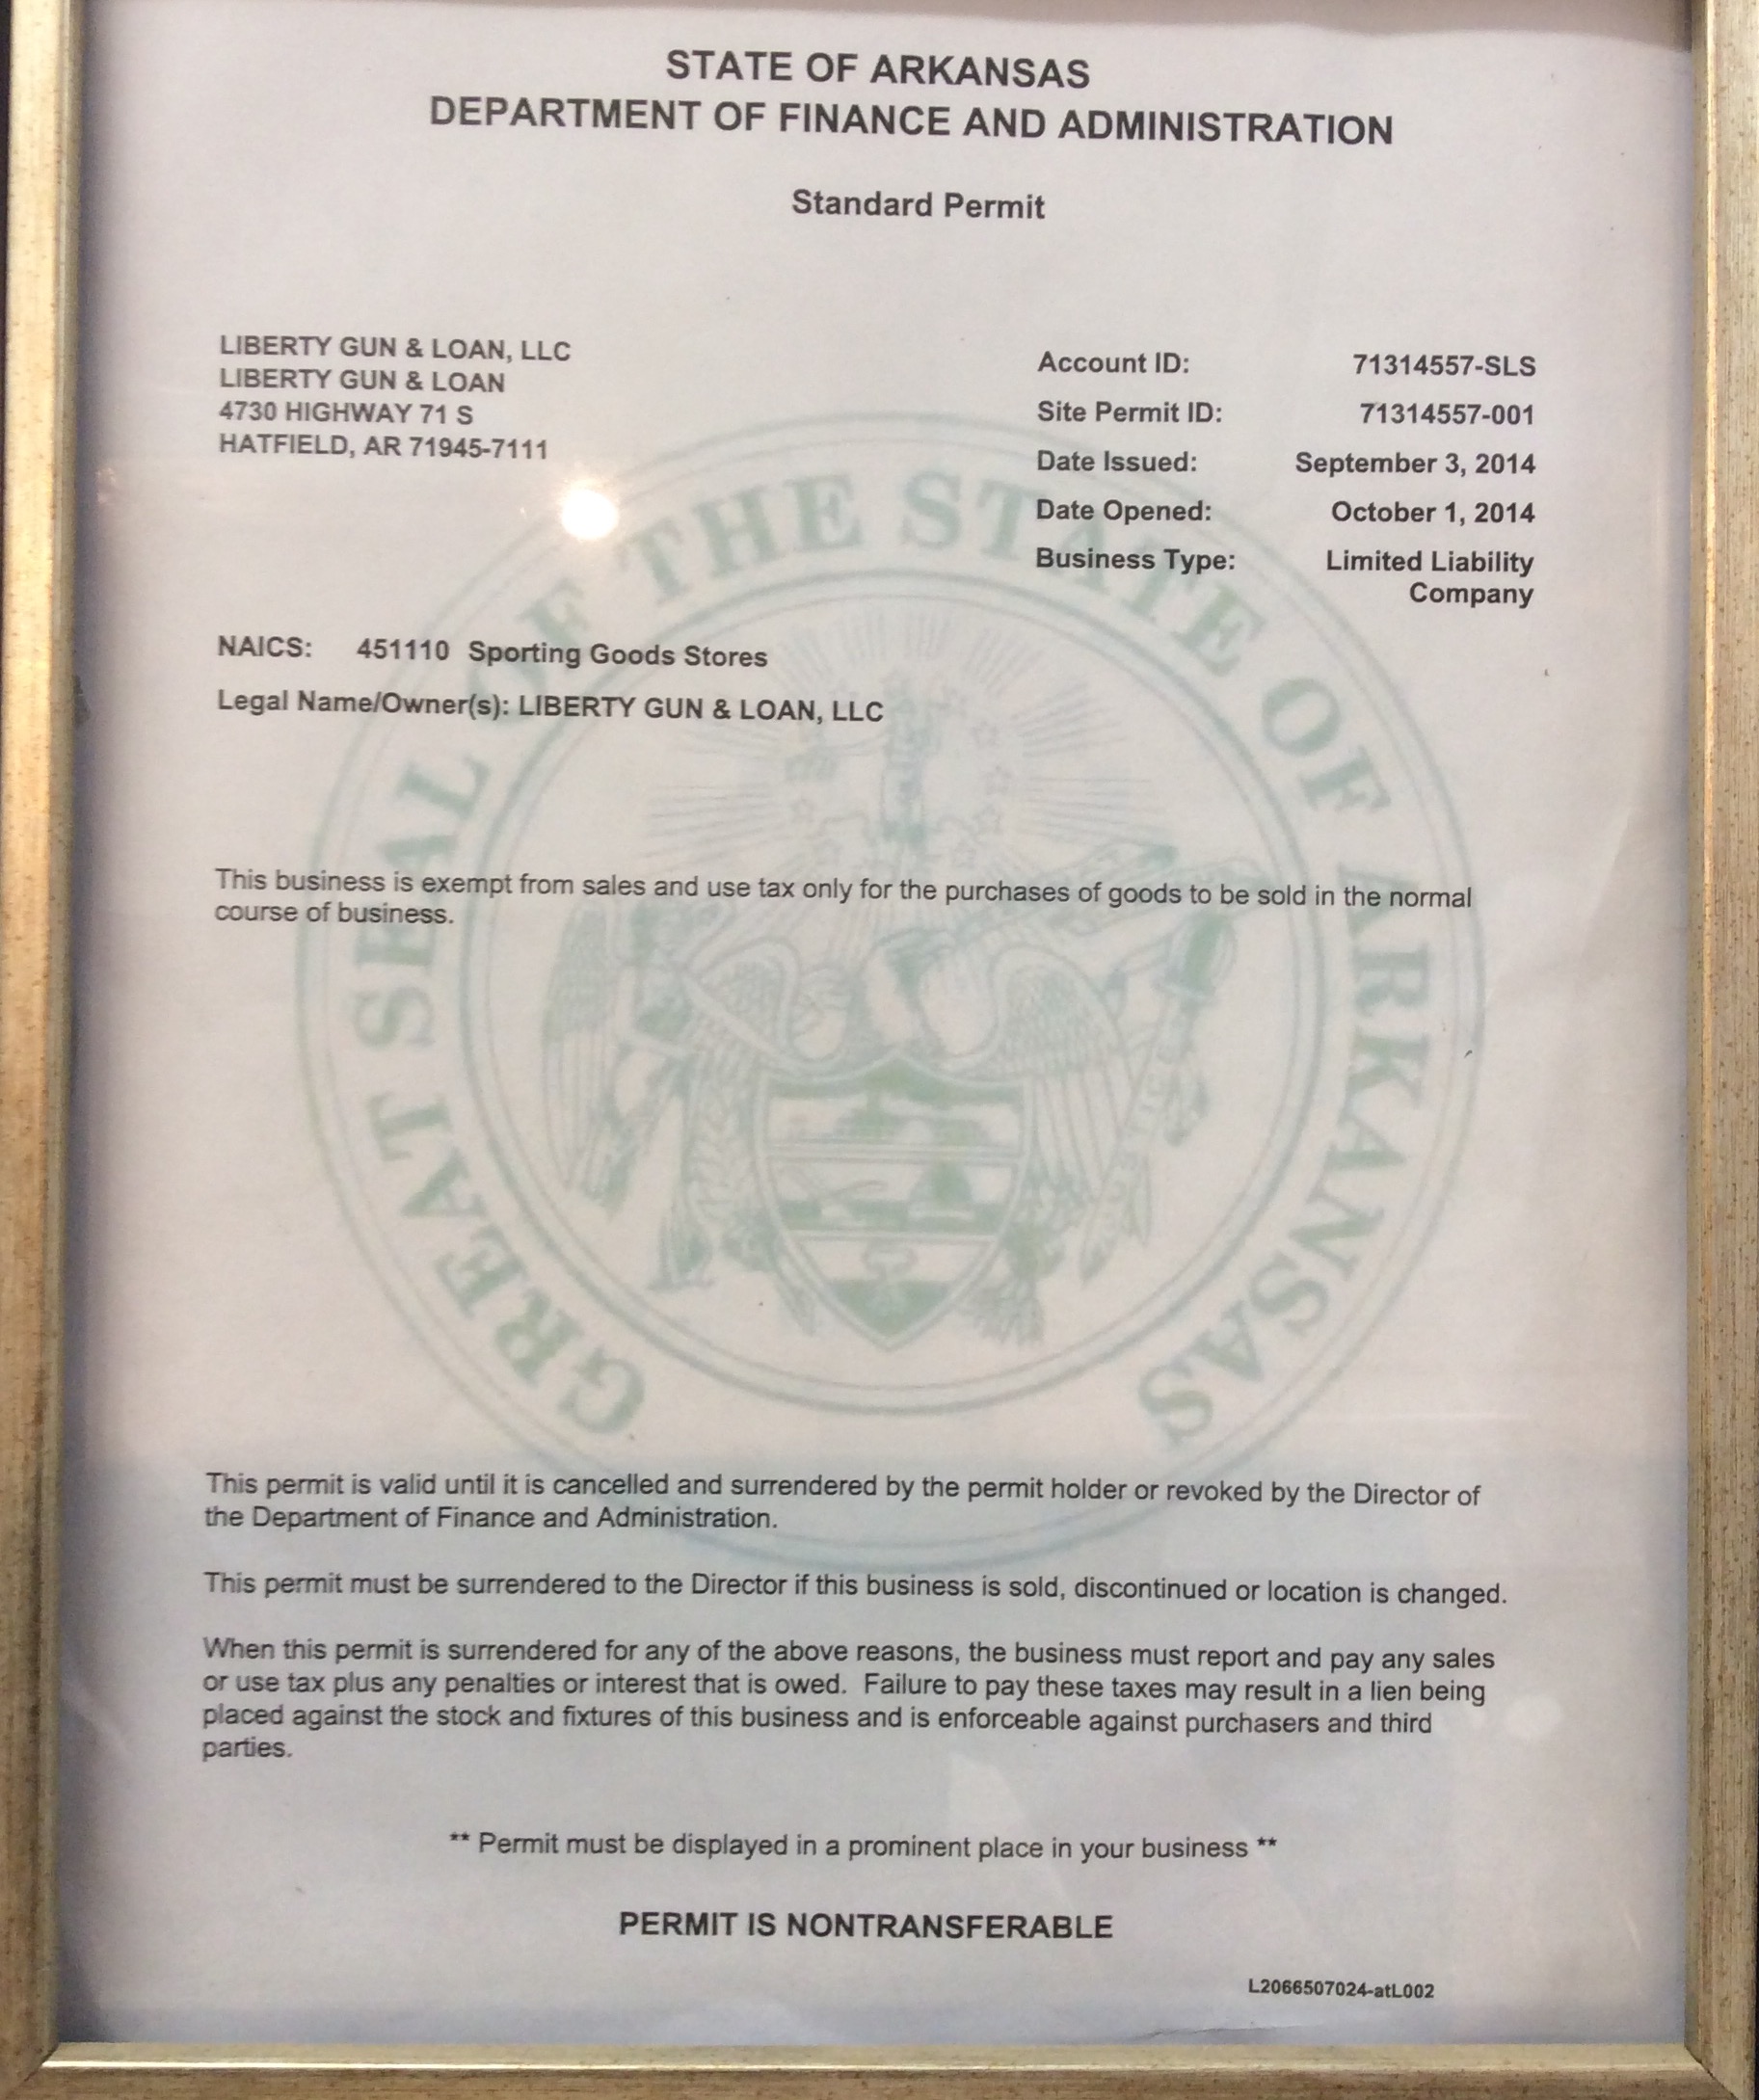 STATE OF ARKANSAS
DEPARTMENT OF FINANCE AND ADMINISTRATION
Standard Permit
LIBERTY GUN & LOAN, LLC
LIBERTY GUN & LOAN
4730 HIGHWAY 71 S
HATFIELD, AR 71945-7111
Account ID: 71314557-SLS
Site Permit ID: 71314557-001
Date Issued: September 3, 2014
Date Opened: October 1, 2014
Business Type: Limited Liability
Company
NAICS: 451110 Sporting Goods Stores
Legal Name/Owner(s): LIBERTY GUN & LOAN, LLC
GREAT SEAL OF THE STATE OF ARKANSAS
This business is exempt from sales and use tax only for the purchases of goods to be sold in the normal
course of business.
This permit is valid until it is cancelled and surrendered by the permit holder or revoked by the Director of
the Department of Finance and Administration.
This permit must be surrendered to the Director if this business is sold, discontinued or location is changed.
When this permit is surrendered for any of the above reasons, the business must report and pay any sales
or use tax plus any penalties or interest that is owed.  Failure to pay these taxes may result in a lien being
placed against the stock and fixtures of this business and is enforceable against purchasers and third
parties.
** Permit must be displayed in a prominent place in your business **
PERMIT IS NONTRANSFERABLE
L2066507024-atL002